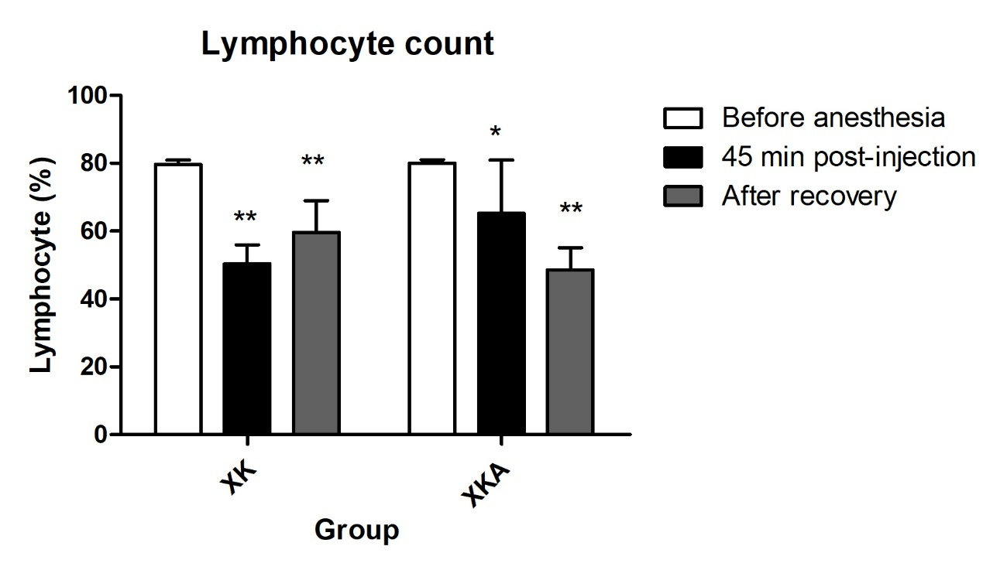 Lymphocyte count
100
80
60
40
20
0
Lymphocyte (%)
**
**
*
**
XK
XKA
Group
Before anesthesia
45 min post-injection
After recovery